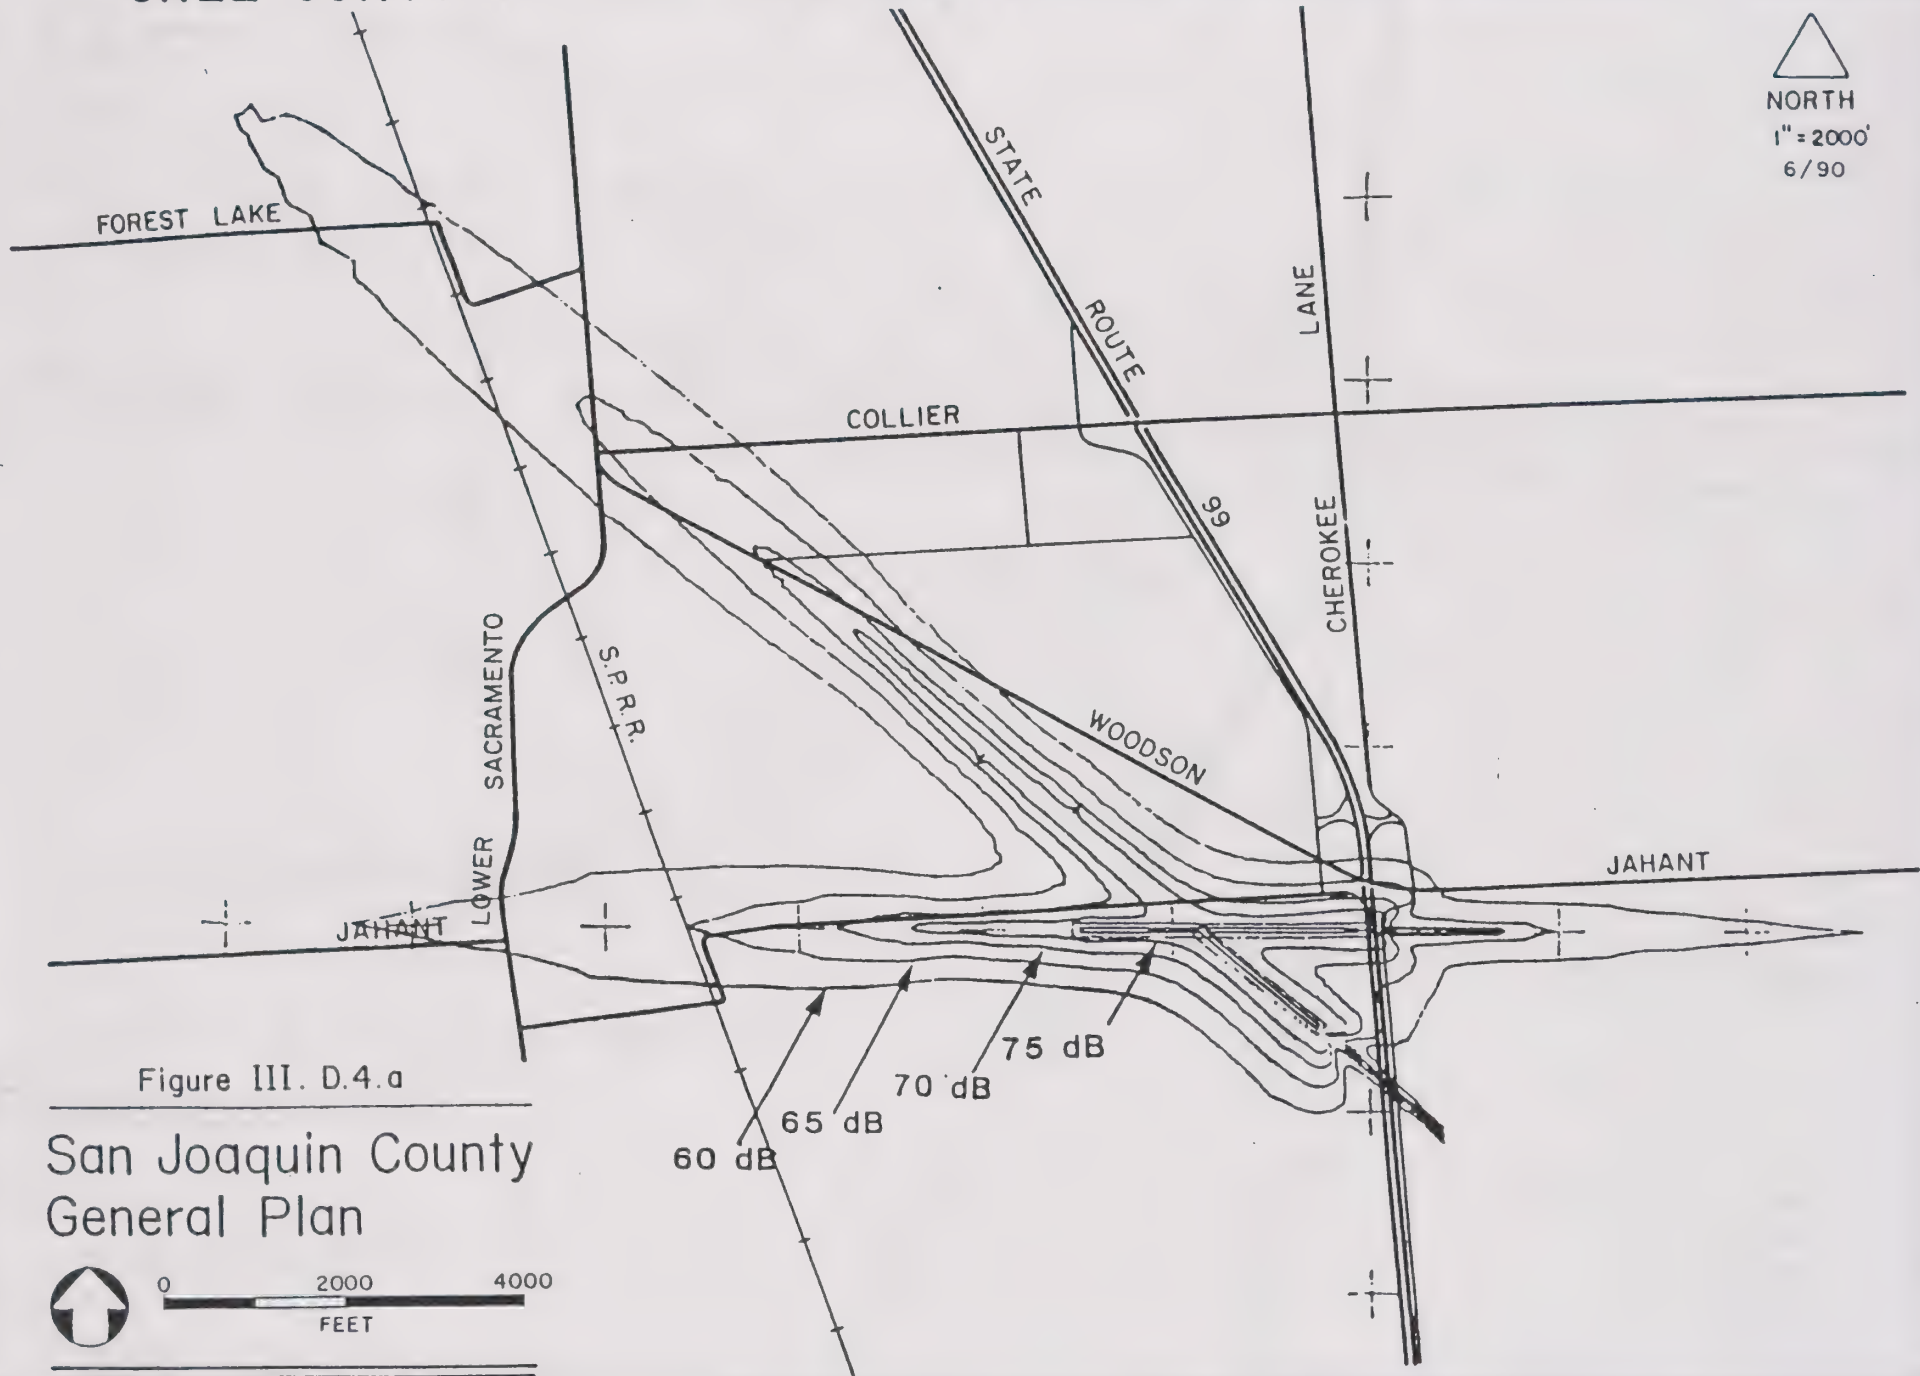 NORTH
1"=2000'
6/90
FOREST LAKE
STATE
ROUTE
99
LANE
CHEROKEE
COLLIER
SACRAMENTO
LOWER
S.P.R.R.
WOODSON
JAHANT
JAHANT
75 dB
70 dB
65 dB
60 dB
Figure III. D.4.a
San Joaquin County
General Plan
0 2000 4000
FEET